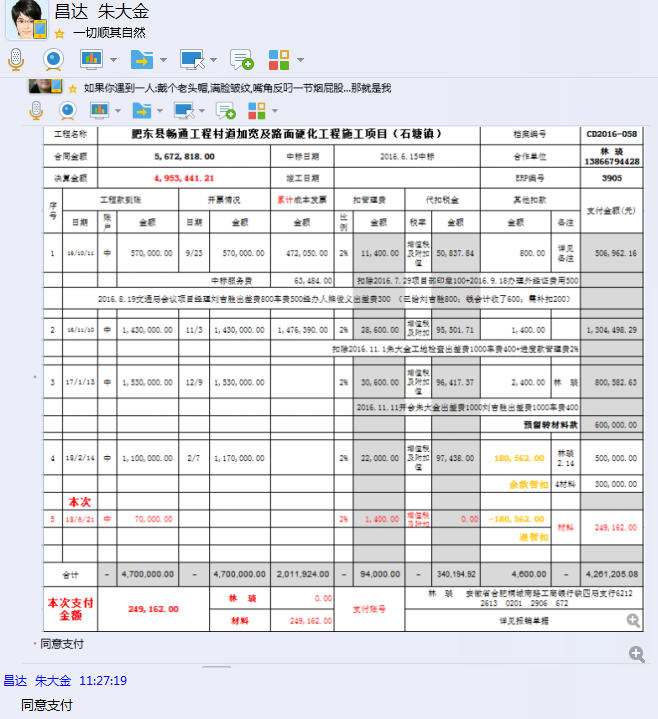 昌达 朱大金
一切顺其自然
如果你遇到一人:戴个老头帽,满脸皱纹,嘴角反叼一节烟屁股...那就是我
工程名称 肥东县畅通工程村道加宽及路面硬化工程施工项目（石塘镇） 档案编号 CD2016-058
合同金额 5,672,818.00 中标日期 2016.6.15中标 合作单位 林 琰 13866794428
决算金额 4,953,441.21 竣工日期 ERP编号 3905
序号 工程款到账 开票情况 累计成本发票 扣管理费 代扣税金 其他扣款 支付金额(元)
日期 账户 金额 日期 金额 金额 比例 金额 税率 金额 金额 备注
1 16/10/11 中 570,000.00 9/23 570,000.00 472,050.00 2% 11,400.00 增值税及附加值 50,837.84 800.00 详见备注 506,962.16
中标服务费 63,484.00 扣除2016.7.29项目部印章100+2016.9.18办理外经证费用500
2016.8.19交通局会议项目经理刘吉胜出差费800车费500经办人熊俊义出差费300 （已给刘吉胜800；钱会计收了600；需补扣200）
2 16/11/10 中 1,430,000.00 11/3 1,430,000.00 1,476,390.00 2% 28,600.00 增值税及附加值 95,501.71 1,400.00 1,304,498.29
扣除2016.11.1朱大金工地检查出差费1000车费400+进度款管理费2%
3 17/1/13 中 1,530,000.00 12/9 1,530,000.00 2% 30,600.00 增值税及附加值 96,417.37 2,400.00 林 琰 800,582.63
2016.11.11开会朱大金出差费1000刘吉胜出差费1000车费400
预留转材料款 600,000.00
4 18/2/14 中 1,100,000.00 2/7 1,170,000.00 2% 22,000.00 增值税及附加值 97,438.00 180,562.00 林琰 2.14 500,000.00
余款暂扣 4材料 300,000.00
本次
5 18/6/21 中 70,000.00 2% 1,400.00 增值税及附加 0.00 -180,562.00 材料 249,162.00
退暂扣
合计 - 4,700,000.00 - 4,700,000.00 2,011,924.00 - 94,000.00 - 340,194.92 4,600.00 - 4,261,205.08
本次支付金额 249,162.00 林 琰 0.00 支付账号 林 琰 安徽省合肥桐城南路工商银行铁四局支行6212 2613 0201 2906 672
材料 249,162.00 详见报销单据
· 同意支付
昌达 朱大金 11:27:19
同意支付